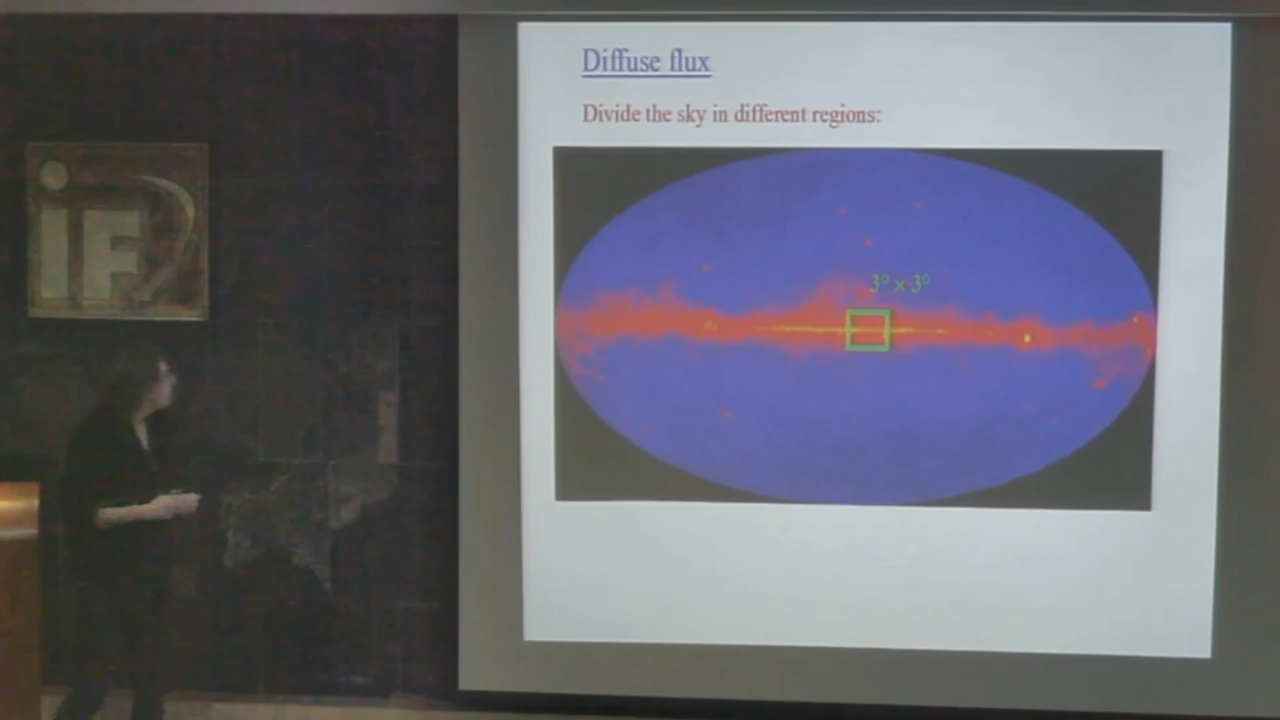 iF
Diffuse flux
Divide the sky in different regions:
3° × 3°